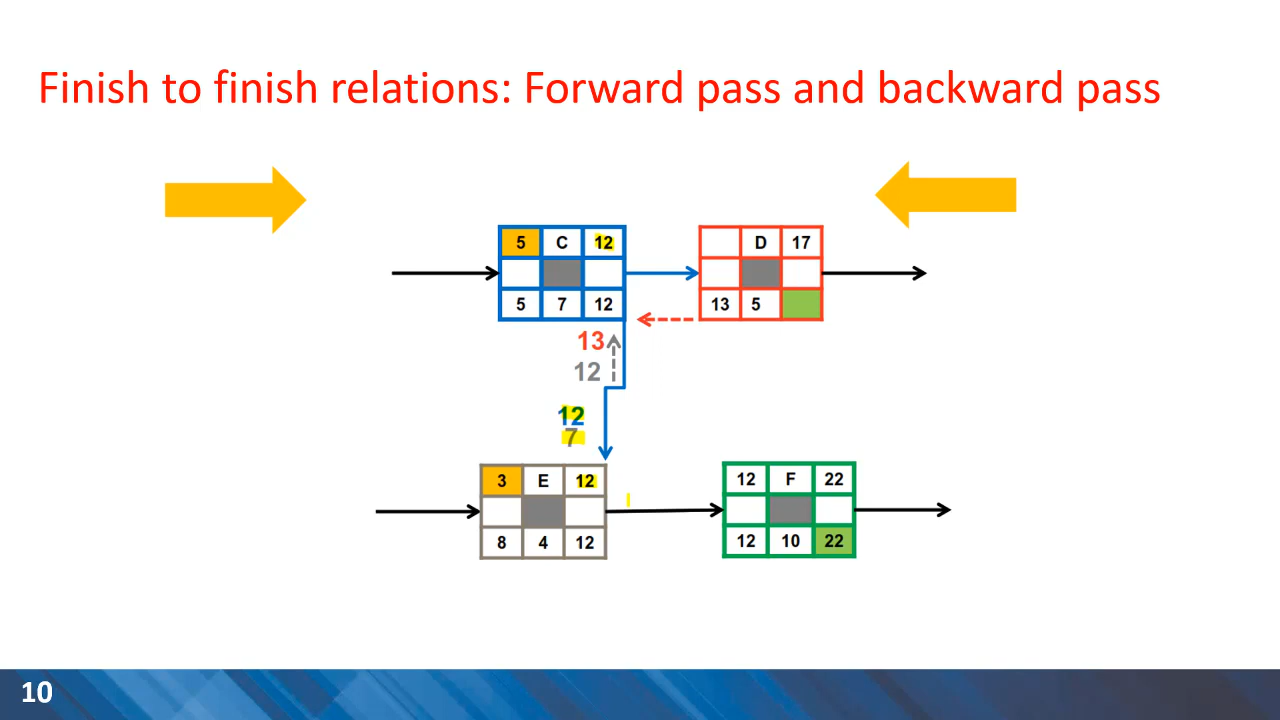 Finish to finish relations: Forward pass and backward pass
5 C 12
5 7 12
D 17
13 5
13
12
12
7
3 E 12
8 4 12
12 F 22
12 10 22
10